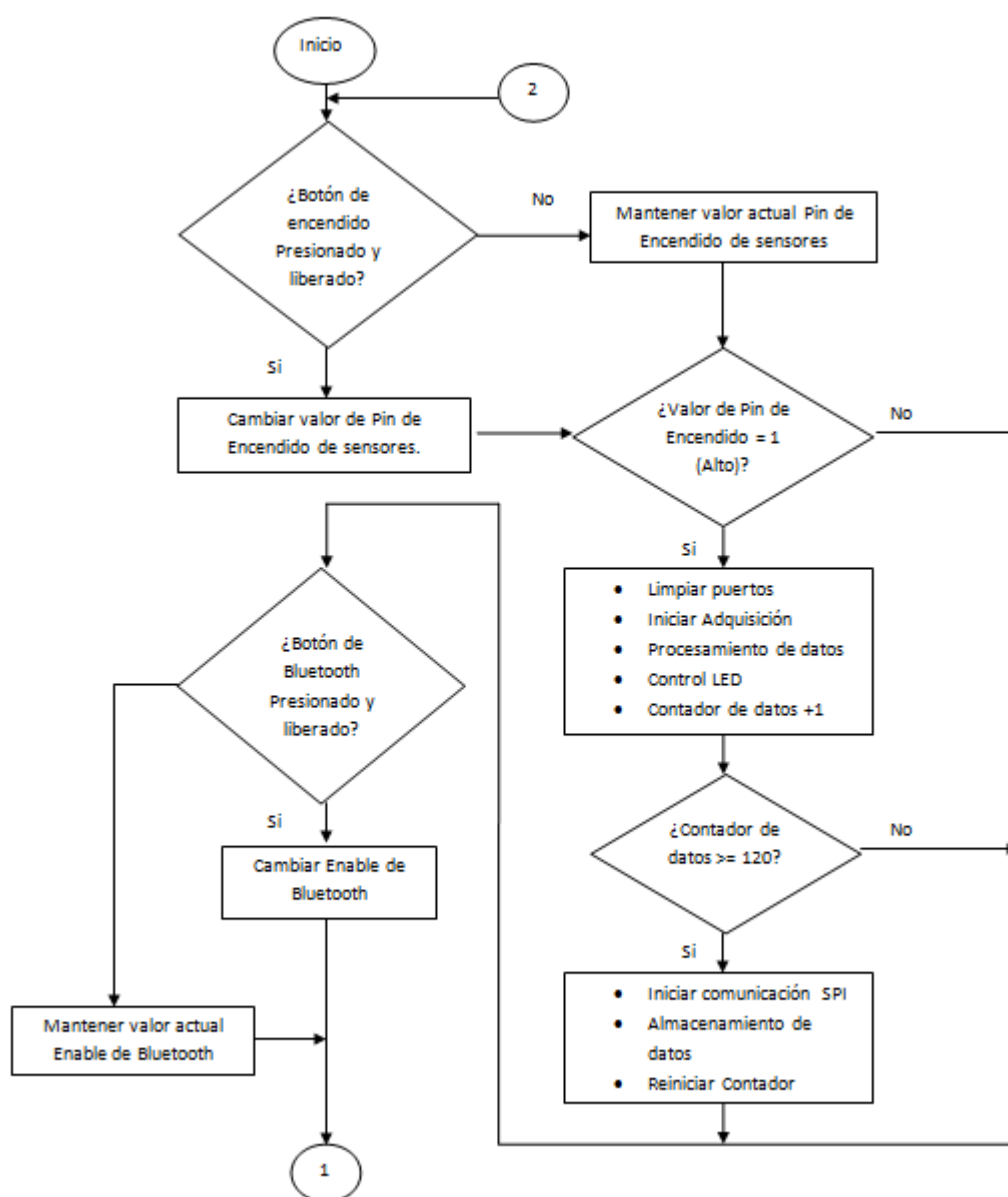 Inicio
2
¿Botón de
encendido
Presionado y
liberado?
No
Mantener valor actual Pin de
Encendido de sensores
Si
Cambiar valor de Pin de
Encendido de sensores.
¿Valor de Pin de
Encendido = 1
(Alto)?
No
Si
• Limpiar puertos
• Iniciar Adquisición
• Procesamiento de datos
• Control LED
• Contador de datos +1
¿Botón de
Bluetooth
Presionado y
liberado?
Si
Cambiar Enable de
Bluetooth
¿Contador de
datos >= 120?
No
Si
• Iniciar comunicación SPI
• Almacenamiento de
datos
• Reiniciar Contador
Mantener valor actual
Enable de Bluetooth
1